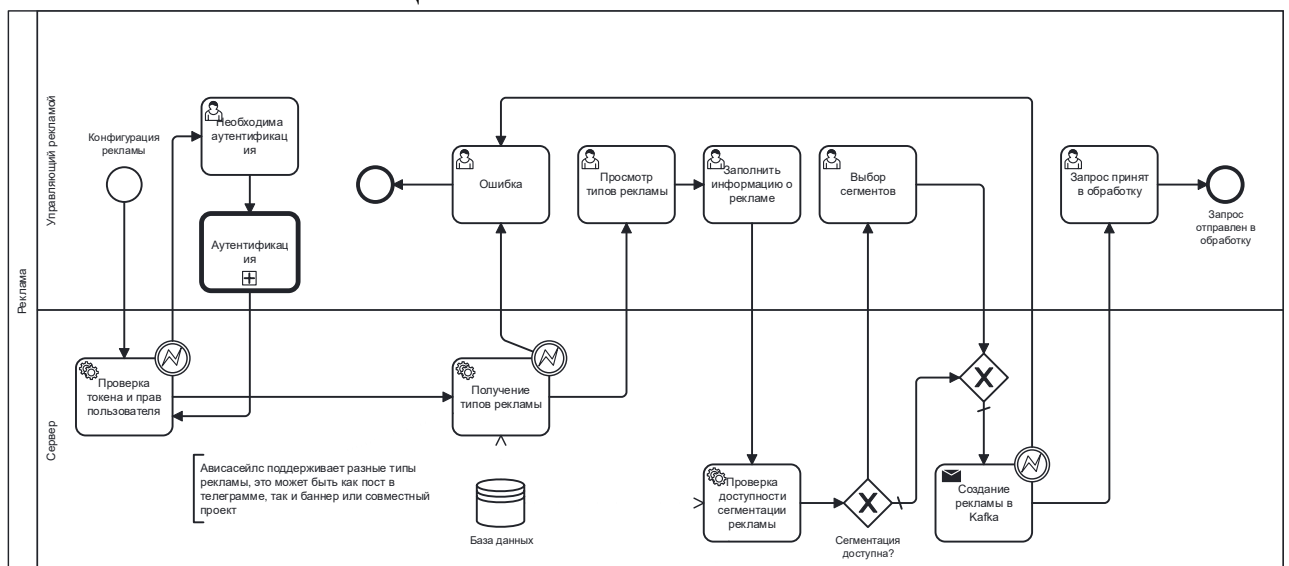 Реклама
Управляющий рекламой
Конфигурация
рекламы
Необходима
аутентификац
ия
Аутентификац
ия
Ошибка
Просмотр
типов рекламы
Заполнить
информацию о
рекламе
Выбор
сегментов
Запрос принят
в обработку
Запрос
отправлен в
обработку
Сервер
Проверка
токена и прав
пользователя
Получение
типов рекламы
Ависасейлс поддерживает разные типы
рекламы, это может быть как пост в
телеграмме, так и баннер или совместный
проект
База данных
Проверка
доступности
сегментации
рекламы
Сегментация
доступна?
Создание
рекламы в
Kafka